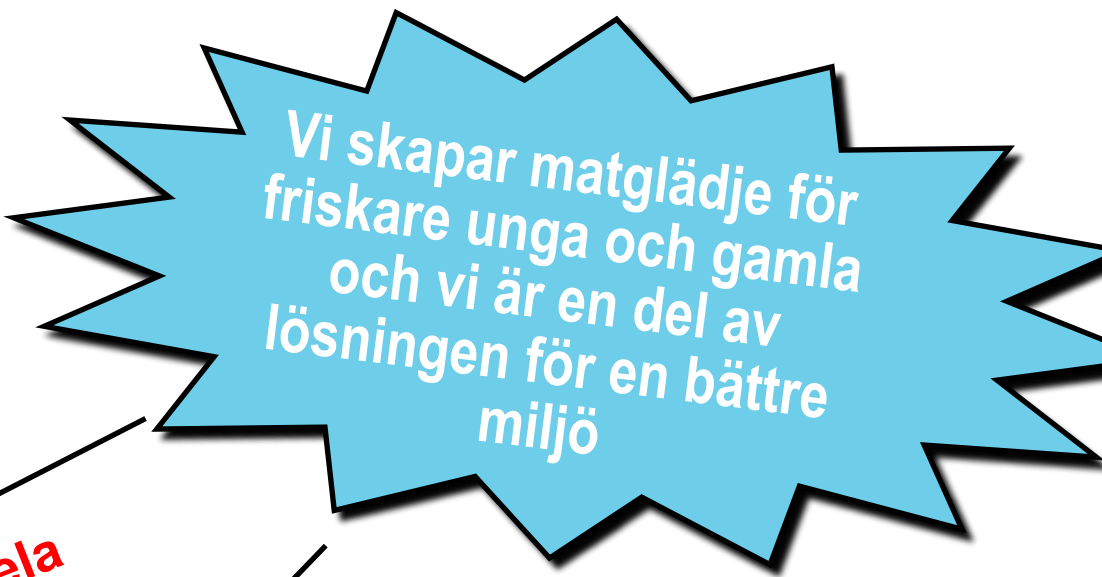 Vi skapar matglädje för
friskare unga och gamla
och vi är en del av
lösningen för en bättre
miljö